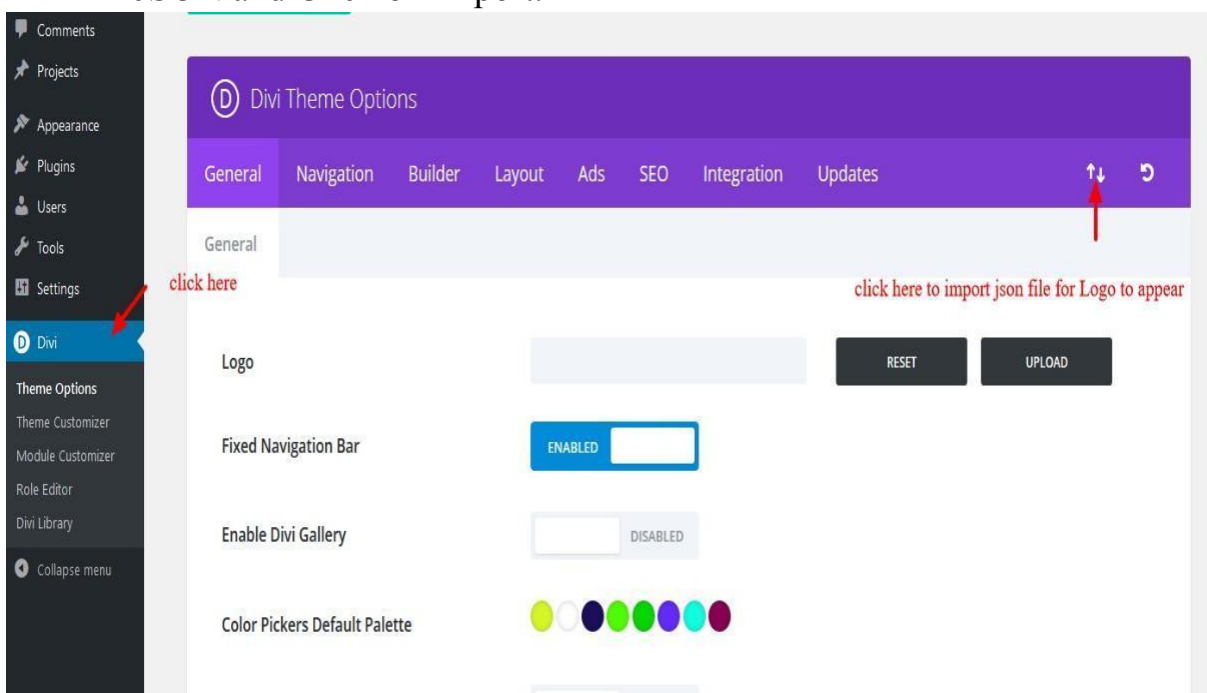 Comments
Projects
Appearance
Plugins
Users
Tools
Settings
Divi
Theme Options
Theme Customizer
Module Customizer
Role Editor
Divi Library
Collapse menu
click here
D Divi Theme Options
General Navigation Builder Layout Ads SEO Integration Updates
General
click here to import json file for Logo to appear
Logo RESET UPLOAD
Fixed Navigation Bar ENABLED
Enable Divi Gallery DISABLED
Color Pickers Default Palette